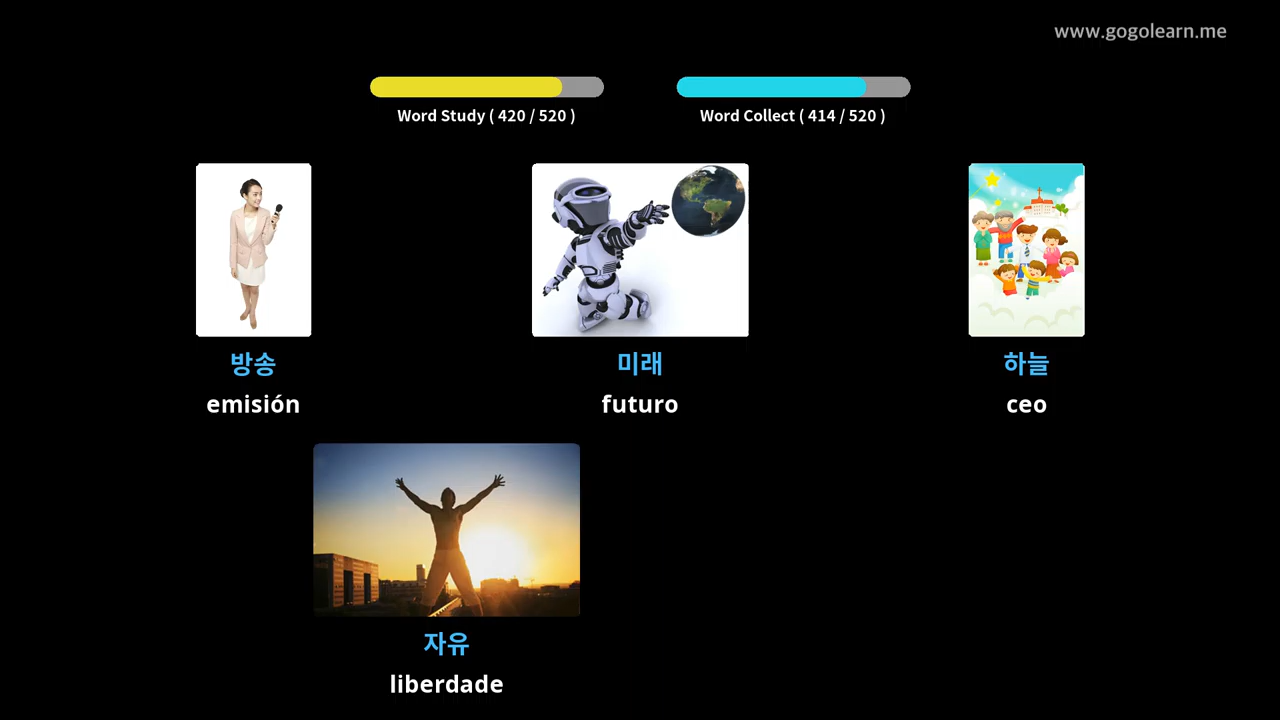 www.gogolearn.me
Word Study ( 420 / 520 )
Word Collect ( 414 / 520 )
방송
emisión
미래
futuro
하늘
ceo
자유
liberdade